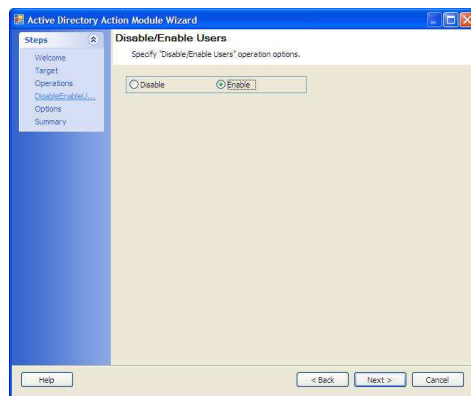 Active Directory Action Module Wizard
Steps
Welcome
Target
Operations
DisableEnableU...
Options
Summary
Disable/Enable Users
Specify "Disable/Enable Users" operation options.
Disable
Enable
Help
< Back
Next >
Cancel